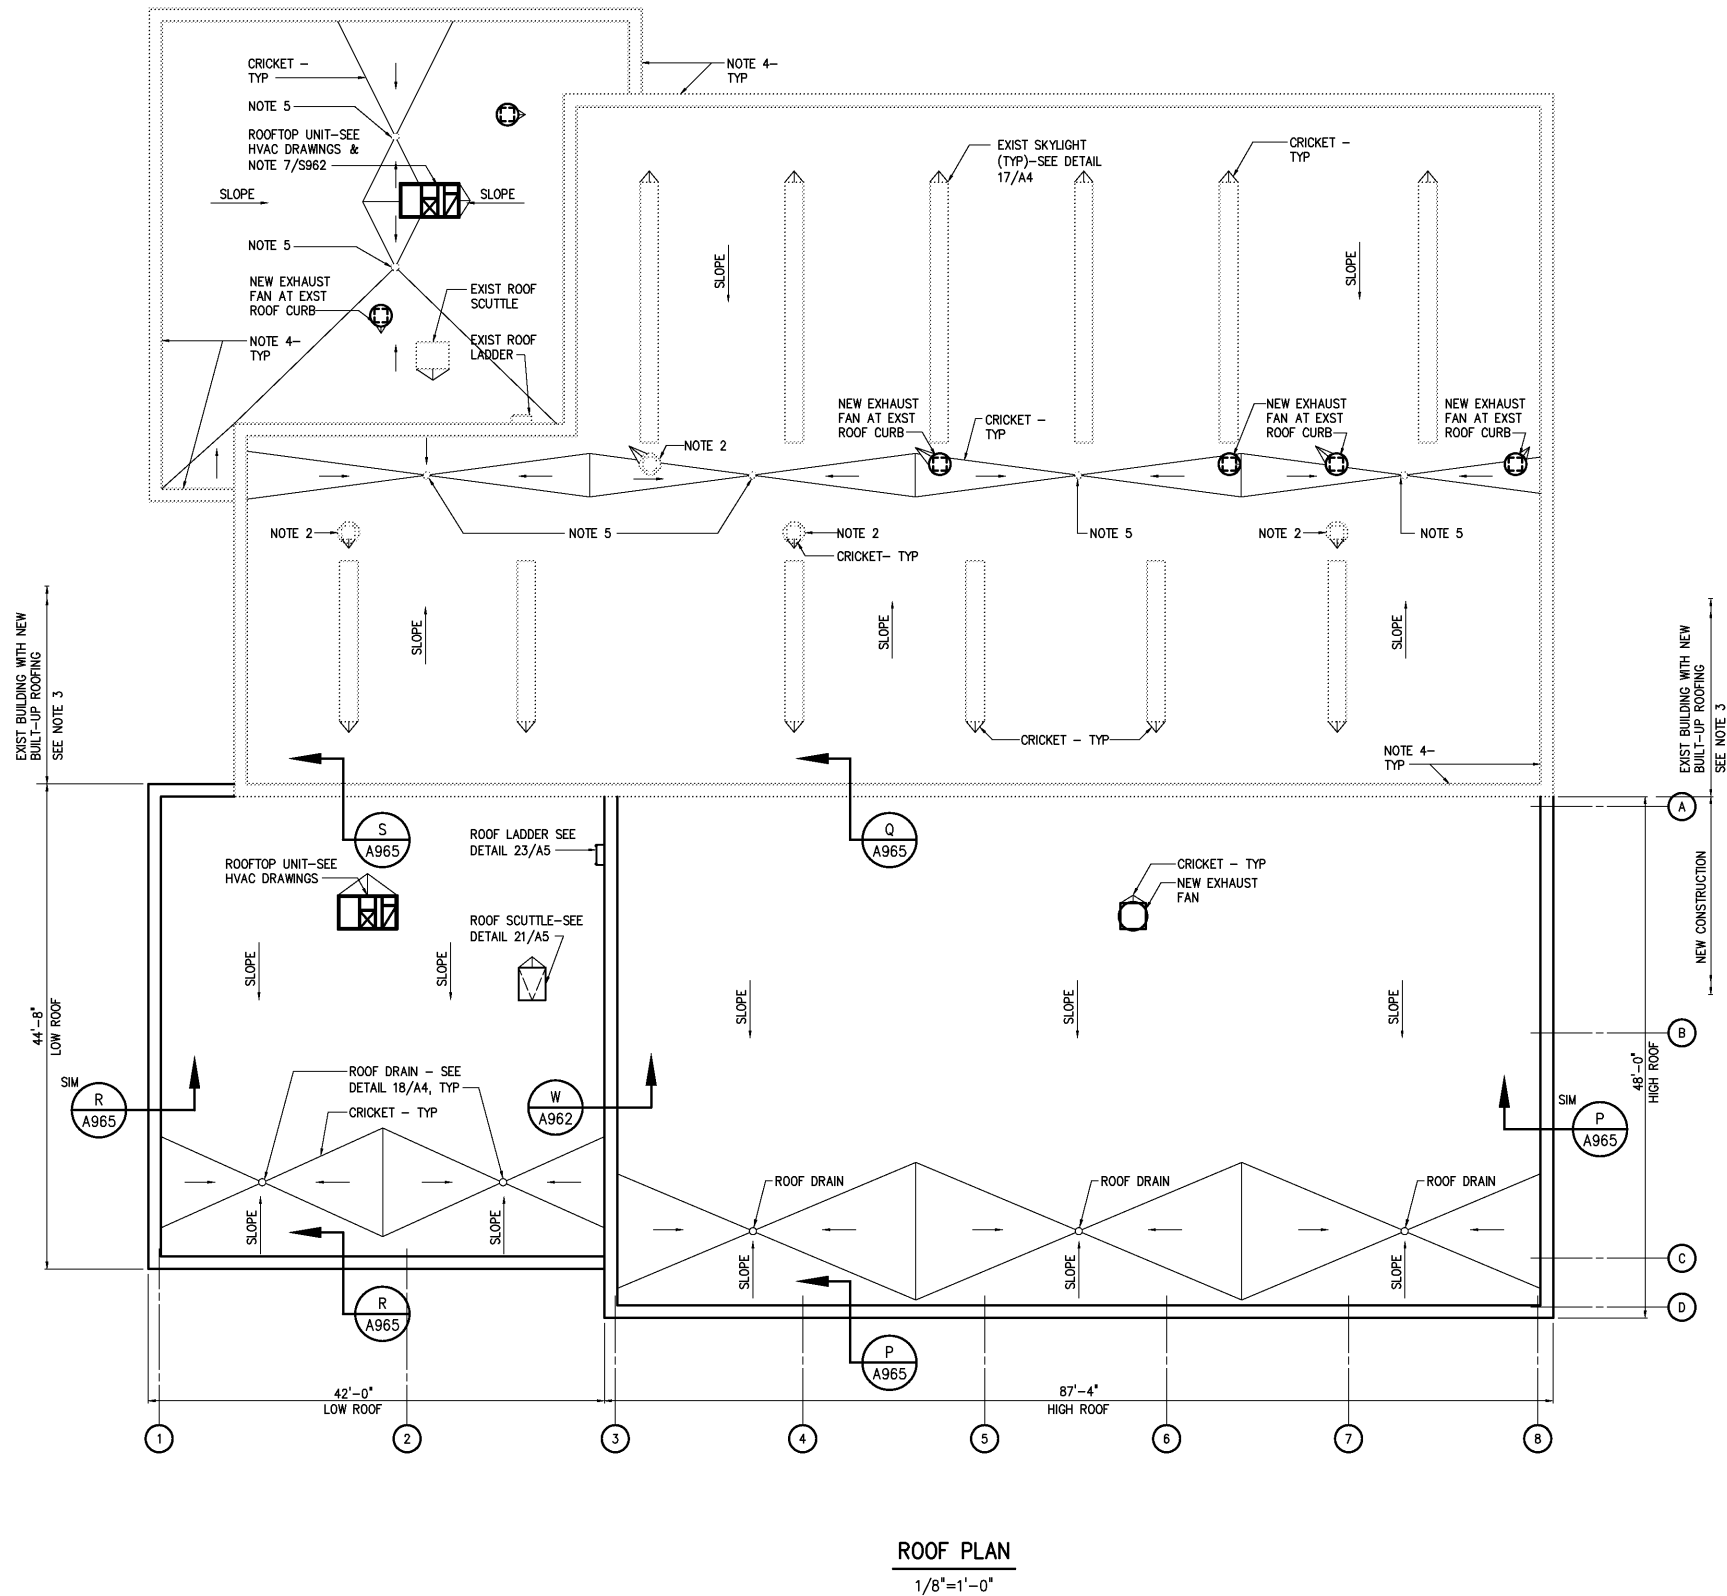 CRICKET –
TYP
NOTE 5
ROOFTOP UNIT–SEE
HVAC DRAWINGS &
NOTE 7/S962
SLOPE
SLOPE
NOTE 5
NEW EXHAUST
FAN AT EXST
ROOF CURB
EXIST ROOF
SCUTTLE
NOTE 4–
TYP
EXIST ROOF
LADDER
NOTE 4–
TYP
EXIST SKYLIGHT
(TYP)–SEE DETAIL
17/A4
CRICKET –
TYP
SLOPE
SLOPE
NEW EXHAUST
FAN AT EXST
ROOF CURB
CRICKET –
TYP
NEW EXHAUST
FAN AT EXST
ROOF CURB
NEW EXHAUST
FAN AT EXST
ROOF CURB
NOTE 2
NOTE 2
NOTE 5
NOTE 2
CRICKET– TYP
NOTE 5
NOTE 2
NOTE 5
SLOPE
SLOPE
SLOPE
EXIST BUILDING WITH NEW
BUILT–UP ROOFING
SEE NOTE 3
EXIST BUILDING WITH NEW
BUILT–UP ROOFING
SEE NOTE 3
CRICKET – TYP
NOTE 4–
TYP
S
A965
Q
A965
A
ROOF LADDER SEE
DETAIL 23/A5
ROOFTOP UNIT–SEE
HVAC DRAWINGS
CRICKET – TYP
NEW EXHAUST
FAN
ROOF SCUTTLE–SEE
DETAIL 21/A5
NEW CONSTRUCTION
SLOPE
SLOPE
SLOPE
SLOPE
SLOPE
44'–8"
LOW ROOF
B
48'–0"
HIGH ROOF
ROOF DRAIN – SEE
DETAIL 18/A4, TYP
CRICKET – TYP
SIM
R
A965
W
A962
SIM
P
A965
ROOF DRAIN
ROOF DRAIN
ROOF DRAIN
SLOPE
SLOPE
SLOPE
SLOPE
SLOPE
C
D
R
A965
P
A965
42'–0"
LOW ROOF
87'–4"
HIGH ROOF
1
2
3
4
5
6
7
8
ROOF PLAN
1/8"=1'–0"